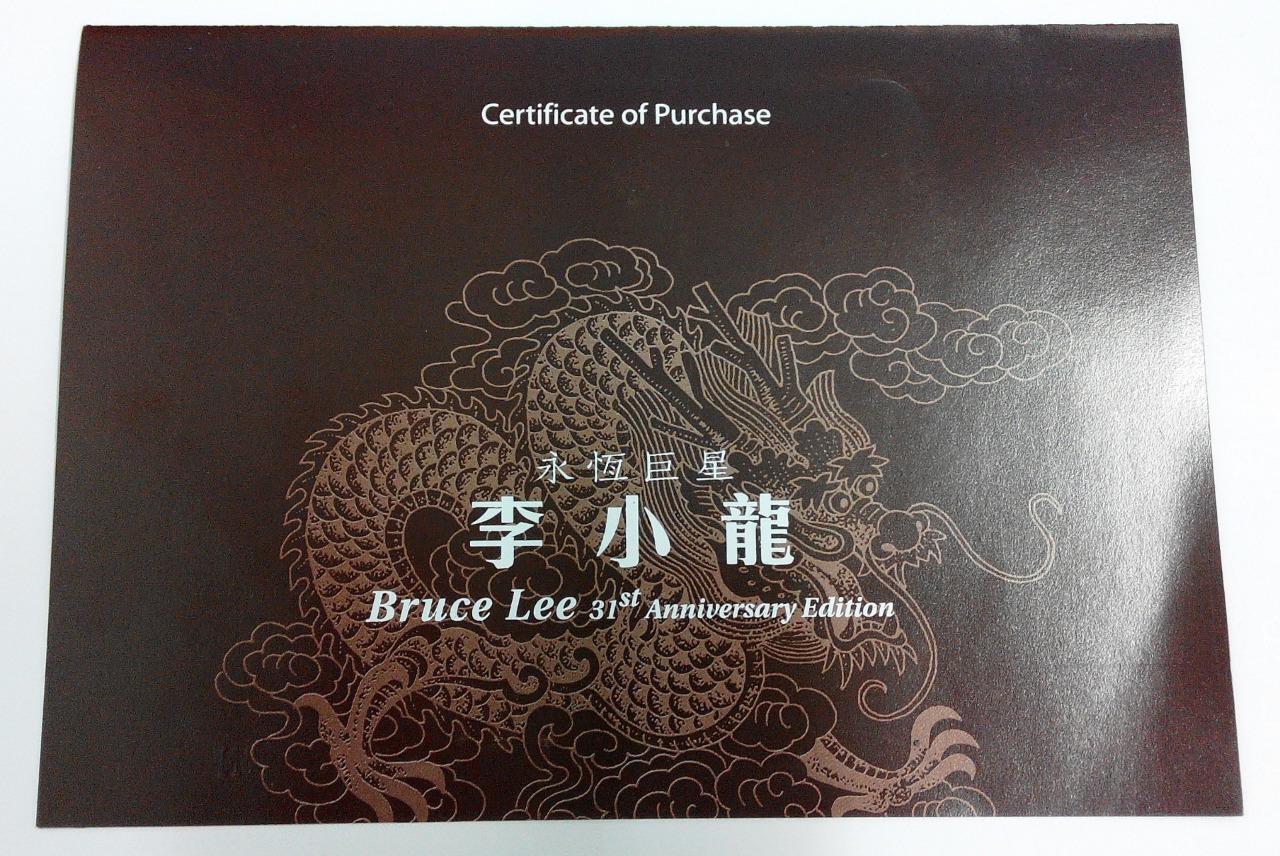 Certificate of Purchase
永恆巨星
李小龍
Bruce Lee 31st Anniversary Edition